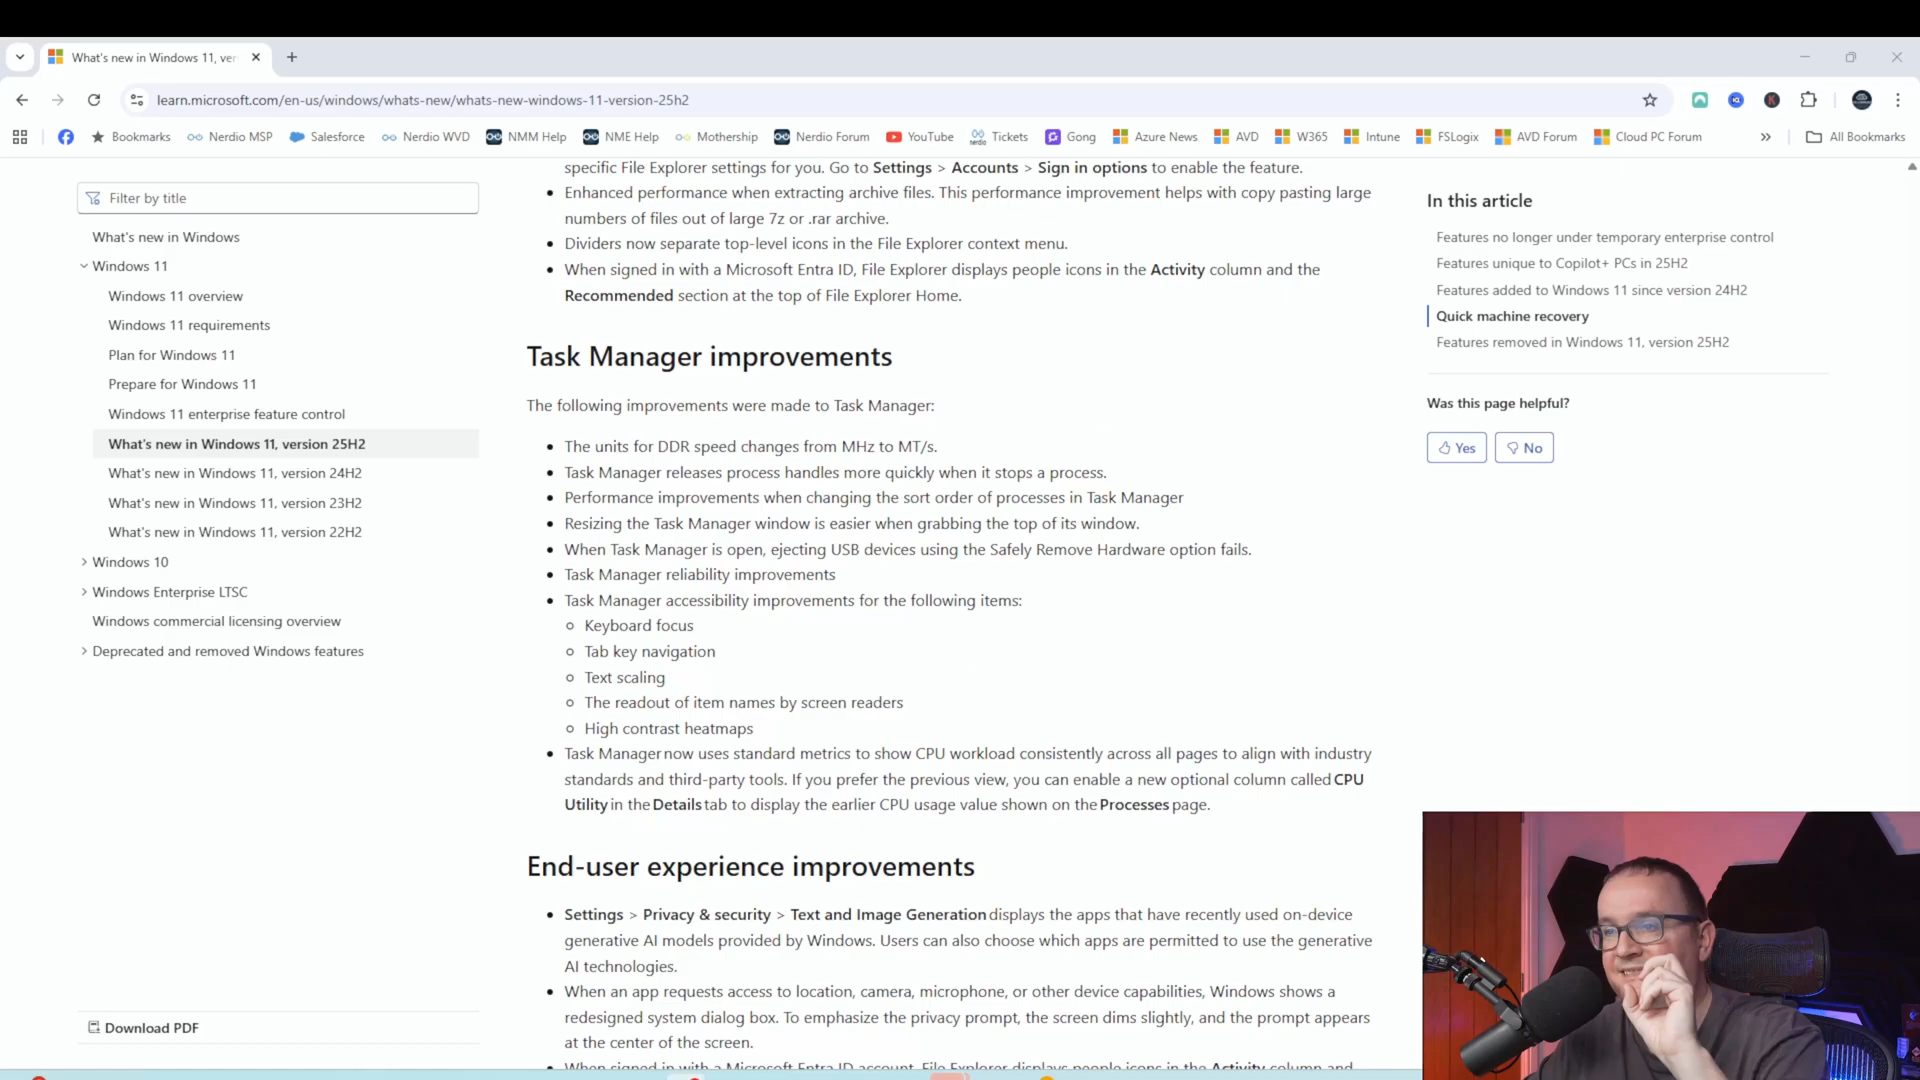 What's new in Windows 11, ver
learn.microsoft.com/en-us/windows/whats-new/whats-new-windows-11-version-25h2
Bookmarks
Nerdio MSP
Salesforce
Nerdio WVD
NMM Help
NME Help
Mothership
Nerdio Forum
YouTube
Tickets
Gong
Azure News
AVD
W365
Intune
FSLogix
AVD Forum
Cloud PC Forum
All Bookmarks
Filter by title
What's new in Windows
Windows 11
Windows 11 overview
Windows 11 requirements
Plan for Windows 11
Prepare for Windows 11
Windows 11 enterprise feature control
What's new in Windows 11, version 25H2
What's new in Windows 11, version 24H2
What's new in Windows 11, version 23H2
What's new in Windows 11, version 22H2
Windows 10
Windows Enterprise LTSC
Windows commercial licensing overview
Deprecated and removed Windows features
Download PDF
specific File Explorer settings for you. Go to Settings > Accounts > Sign in options to enable the feature.
Enhanced performance when extracting archive files. This performance improvement helps with copy pasting large
numbers of files out of large 7z or .rar archive.
Dividers now separate top-level icons in the File Explorer context menu.
When signed in with a Microsoft Entra ID, File Explorer displays people icons in the Activity column and the
Recommended section at the top of File Explorer Home.
Task Manager improvements
The following improvements were made to Task Manager:
The units for DDR speed changes from MHz to MT/s.
Task Manager releases process handles more quickly when it stops a process.
Performance improvements when changing the sort order of processes in Task Manager
Resizing the Task Manager window is easier when grabbing the top of its window.
When Task Manager is open, ejecting USB devices using the Safely Remove Hardware option fails.
Task Manager reliability improvements
Task Manager accessibility improvements for the following items:
Keyboard focus
Tab key navigation
Text scaling
The readout of item names by screen readers
High contrast heatmaps
Task Manager now uses standard metrics to show CPU workload consistently across all pages to align with industry
standards and third-party tools. If you prefer the previous view, you can enable a new optional column called CPU
Utility in the Details tab to display the earlier CPU usage value shown on the Processes page.
End-user experience improvements
Settings > Privacy & security > Text and Image Generation displays the apps that have recently used on-device
generative AI models provided by Windows. Users can also choose which apps are permitted to use the generative
AI technologies.
When an app requests access to location, camera, microphone, or other device capabilities, Windows shows a
redesigned system dialog box. To emphasize the privacy prompt, the screen dims slightly, and the prompt appears
at the center of the screen.
When signed in with a Microsoft Entra ID account, File Explorer displays people icons in the Activity column and
In this article
Features no longer under temporary enterprise control
Features unique to Copilot+ PCs in 25H2
Features added to Windows 11 since version 24H2
Quick machine recovery
Features removed in Windows 11, version 25H2
Was this page helpful?
Yes
No